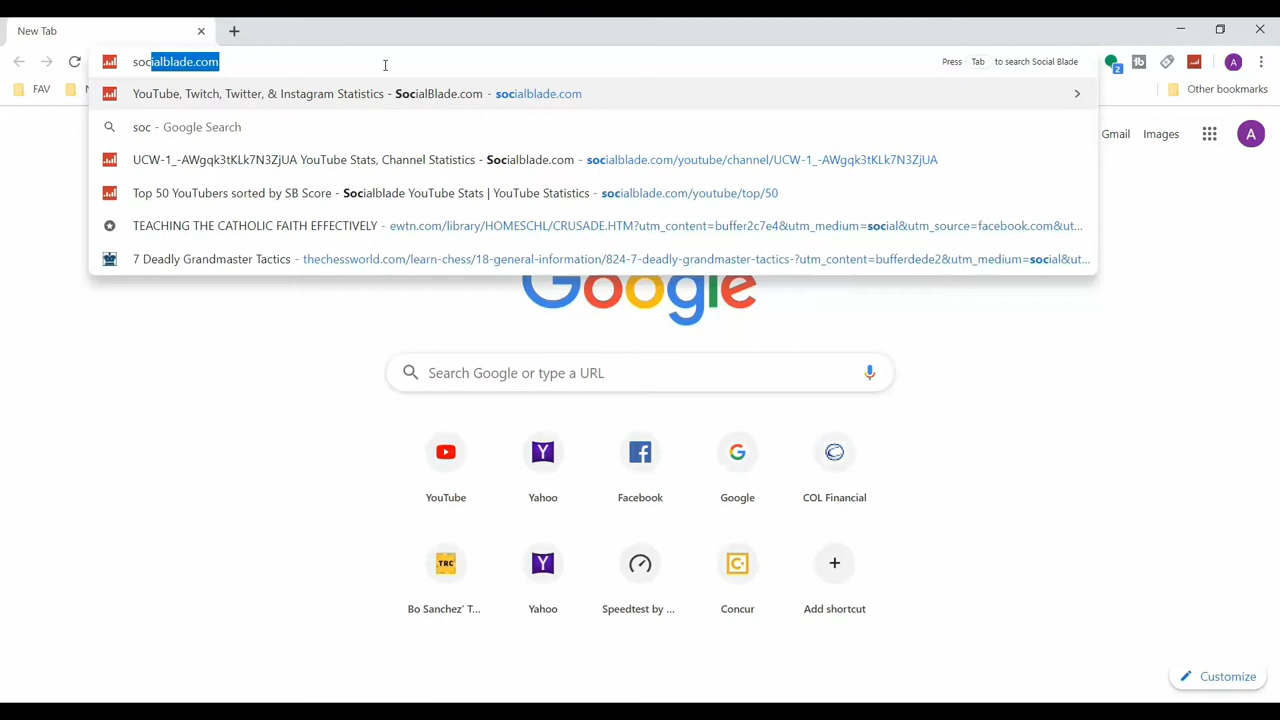 New Tab
socialblade.com Press Tab to search Social Blade
2 A
FAV N Other bookmarks
YouTube, Twitch, Twitter, & Instagram Statistics - SocialBlade.com - socialblade.com
soc - Google Search
UCW-1_-AWgqk3tKLk7N3ZjUA YouTube Stats, Channel Statistics - Socialblade.com - socialblade.com/youtube/channel/UCW-1_-AWgqk3tKLk7N3ZjUA
Top 50 YouTubers sorted by SB Score - Socialblade YouTube Stats | YouTube Statistics - socialblade.com/youtube/top/50
TEACHING THE CATHOLIC FAITH EFFECTIVELY - ewtn.com/library/HOMESCHL/CRUSADE.HTM?utm_content=buffer2c7e4&utm_medium=social&utm_source=facebook.com&ut...
7 Deadly Grandmaster Tactics - thechessworld.com/learn-chess/18-general-information/824-7-deadly-grandmaster-tactics-?utm_content=bufferdede2&utm_medium=social&ut...
Gmail Images A
Google
Search Google or type a URL
YouTube Yahoo Facebook Google COL Financial
TRC
Bo Sanchez' T... Yahoo Speedtest by ... Concur Add shortcut
Customize